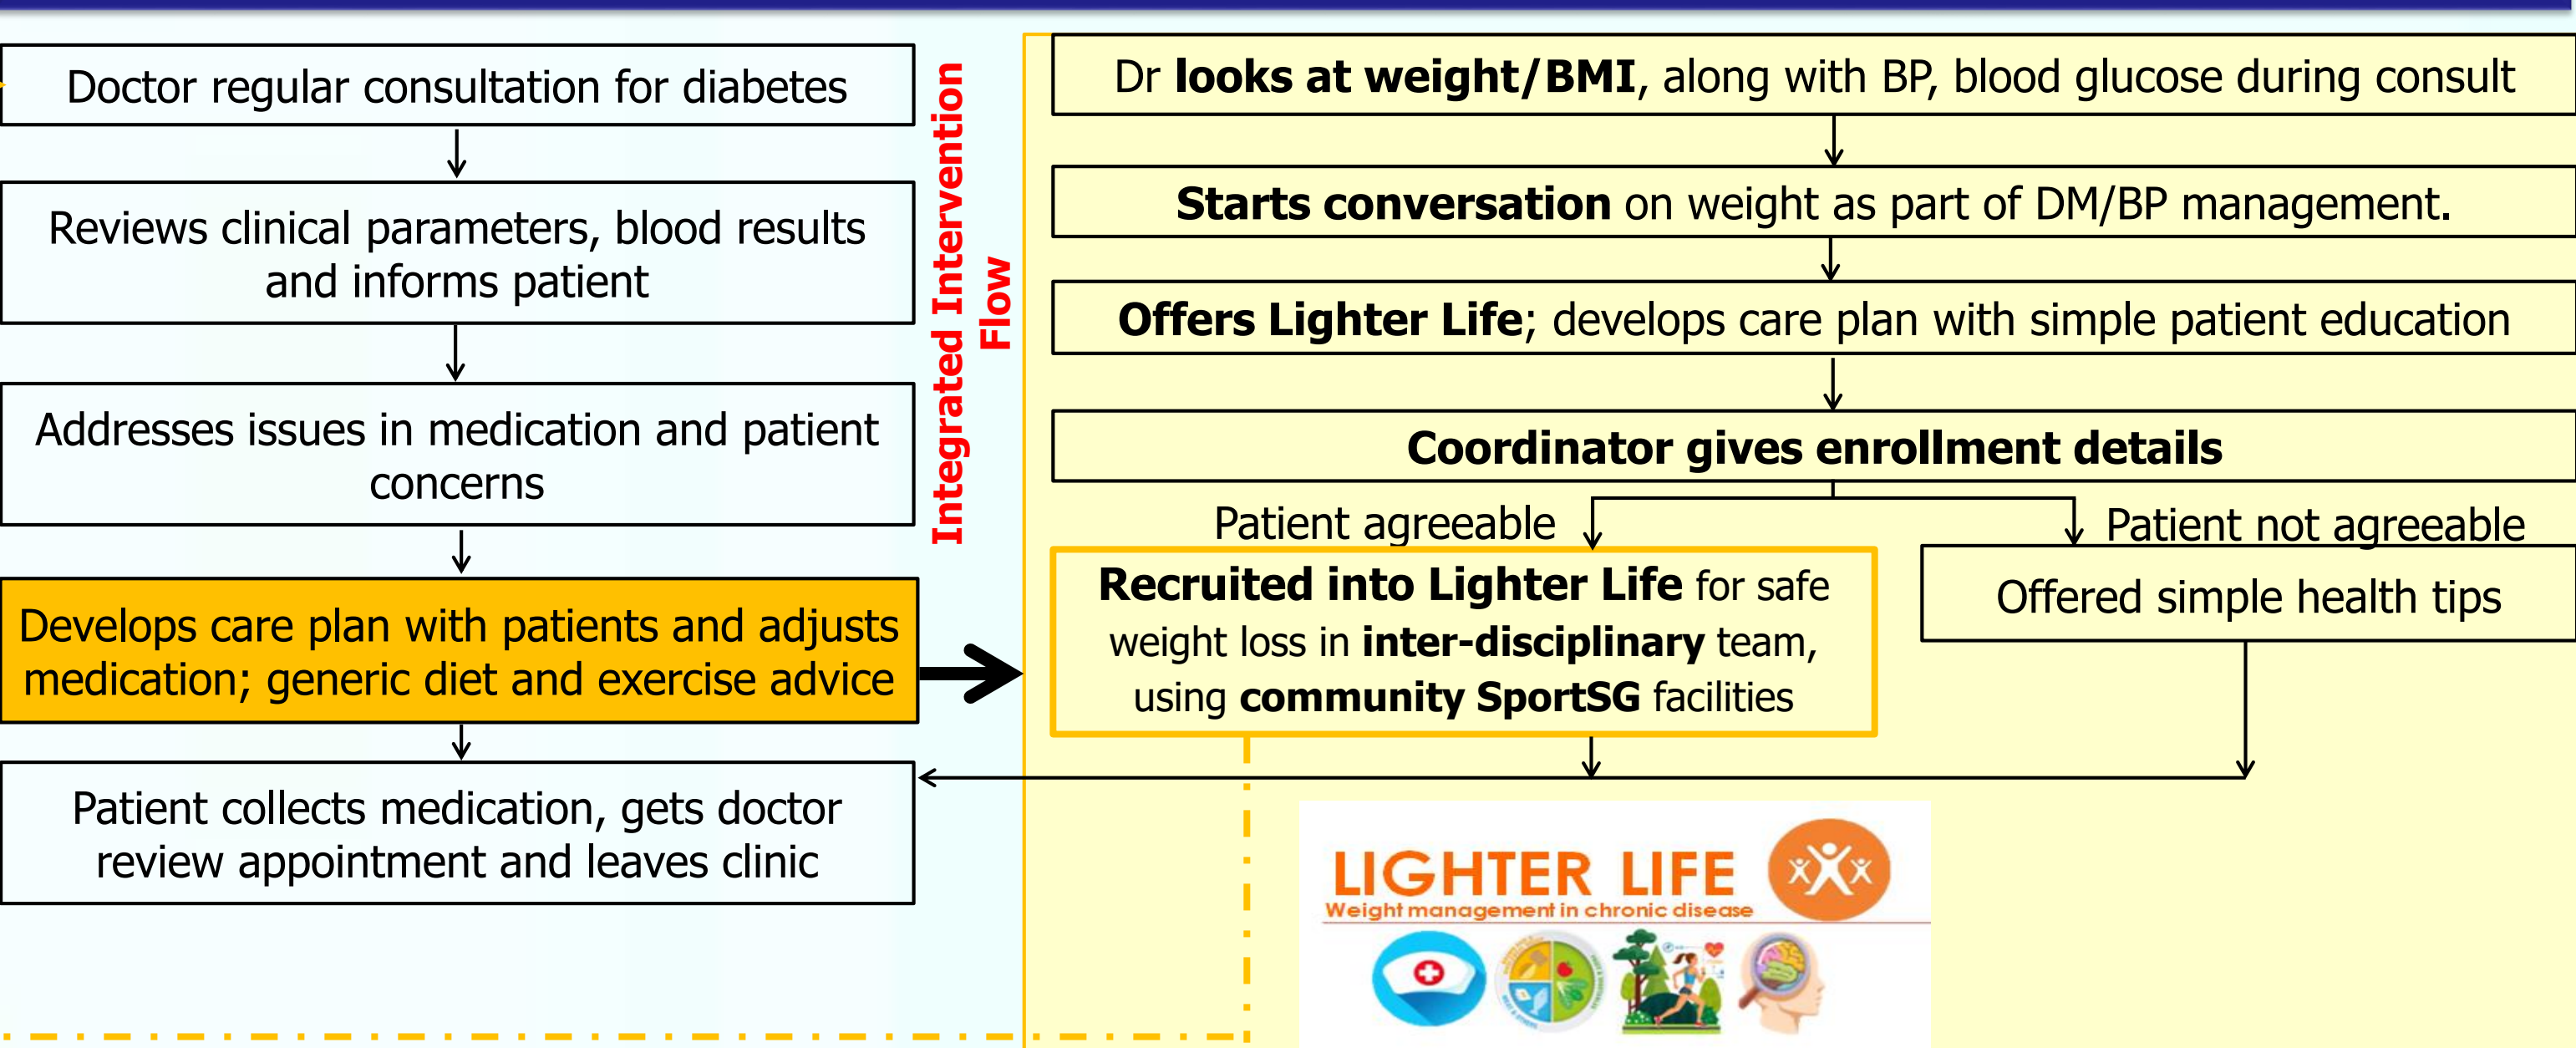 Doctor regular consultation for diabetes
Reviews clinical parameters, blood results
and informs patient
Addresses issues in medication and patient
concerns
Develops care plan with patients and adjusts
medication; generic diet and exercise advice
Patient collects medication, gets doctor
review appointment and leaves clinic
Integrated Intervention
Flow
Dr looks at weight/BMI, along with BP, blood glucose during consult
Starts conversation on weight as part of DM/BP management.
Offers Lighter Life; develops care plan with simple patient education
Coordinator gives enrollment details
Patient agreeable
Patient not agreeable
Recruited into Lighter Life for safe
weight loss in inter-disciplinary team,
using community SportSG facilities
Offered simple health tips
LIGHTER LIFE
Weight management in chronic disease